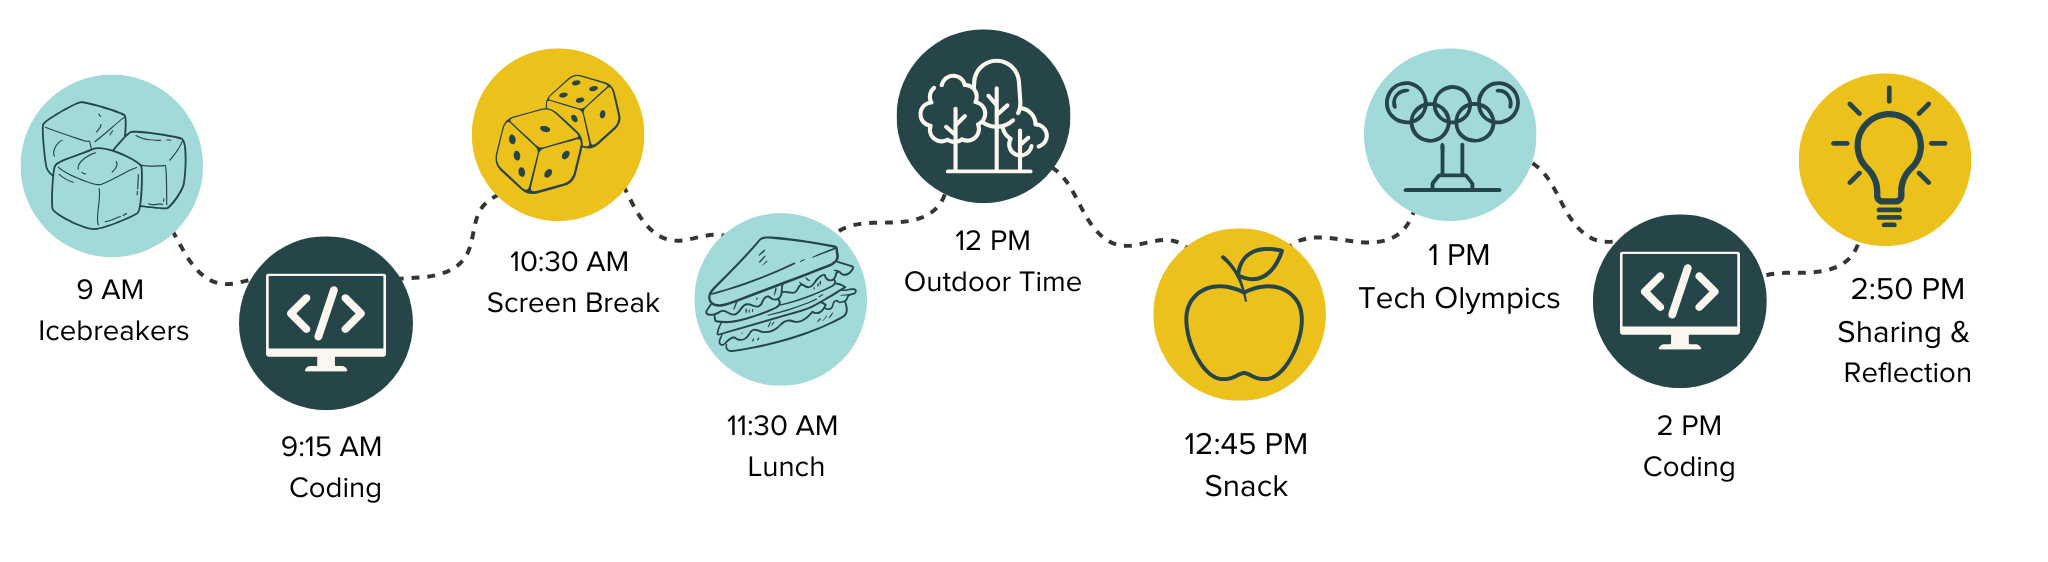 9 AM
Icebreakers
9:15 AM
Coding
10:30 AM
Screen Break
11:30 AM
Lunch
12 PM
Outdoor Time
12:45 PM
Snack
1 PM
Tech Olympics
2 PM
Coding
2:50 PM
Sharing &
Reflection